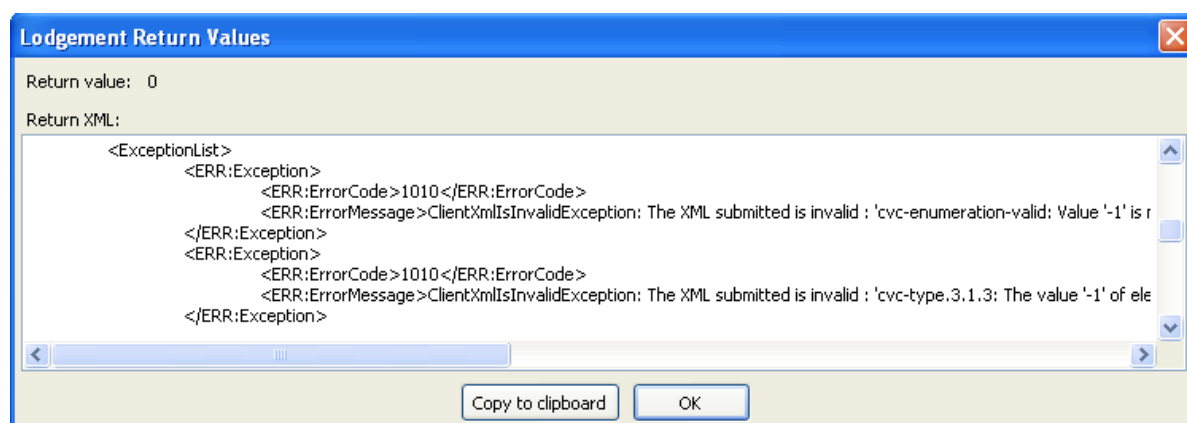 Lodgement Return Values
Return value: 0
Return XML:
<ExceptionList>
<ERR:Exception>
<ERR:ErrorCode>1010</ERR:ErrorCode>
<ERR:ErrorMessage>ClientXmlIsInvalidException: The XML submitted is invalid : 'cvc-enumeration-valid: Value '-1' is
</ERR:Exception>
<ERR:Exception>
<ERR:ErrorCode>1010</ERR:ErrorCode>
<ERR:ErrorMessage>ClientXmlIsInvalidException: The XML submitted is invalid : 'cvc-type.3.1.3: The value '-1' of ele
</ERR:Exception>
Copy to clipboard OK